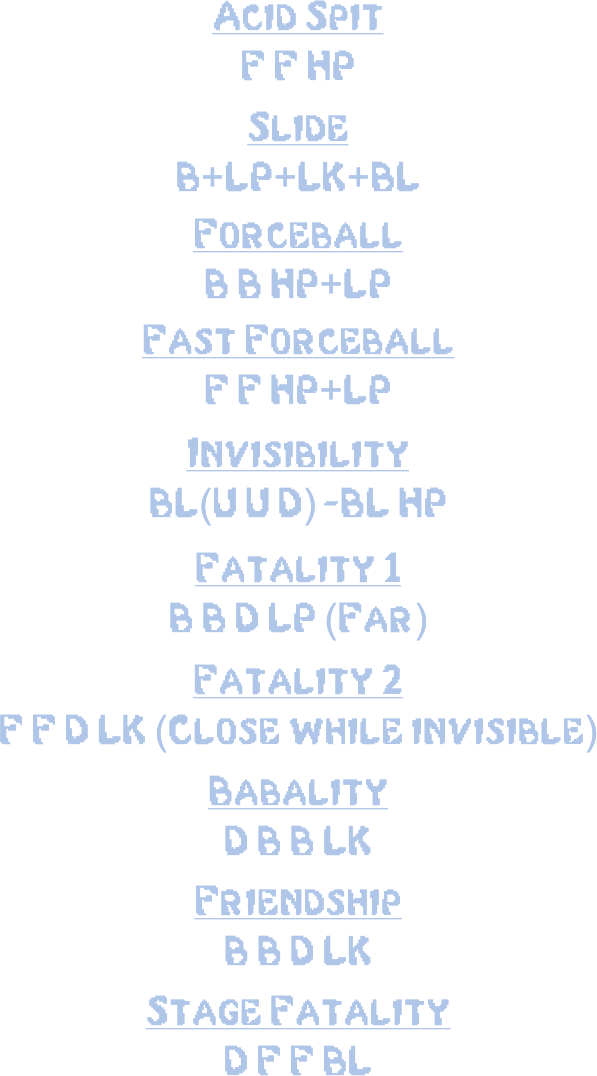 Acid Spit
F F HP
Slide
B+LP+LK+BL
Forceball
B B HP+LP
Fast Forceball
F F HP+LP
Invisibility
BL(U U D) -BL HP
Fatality 1
B B D LP (Far)
Fatality 2
F F D LK (Close while invisible)
Babality
D B B LK
Friendship
B B D LK
Stage Fatality
D F F BL